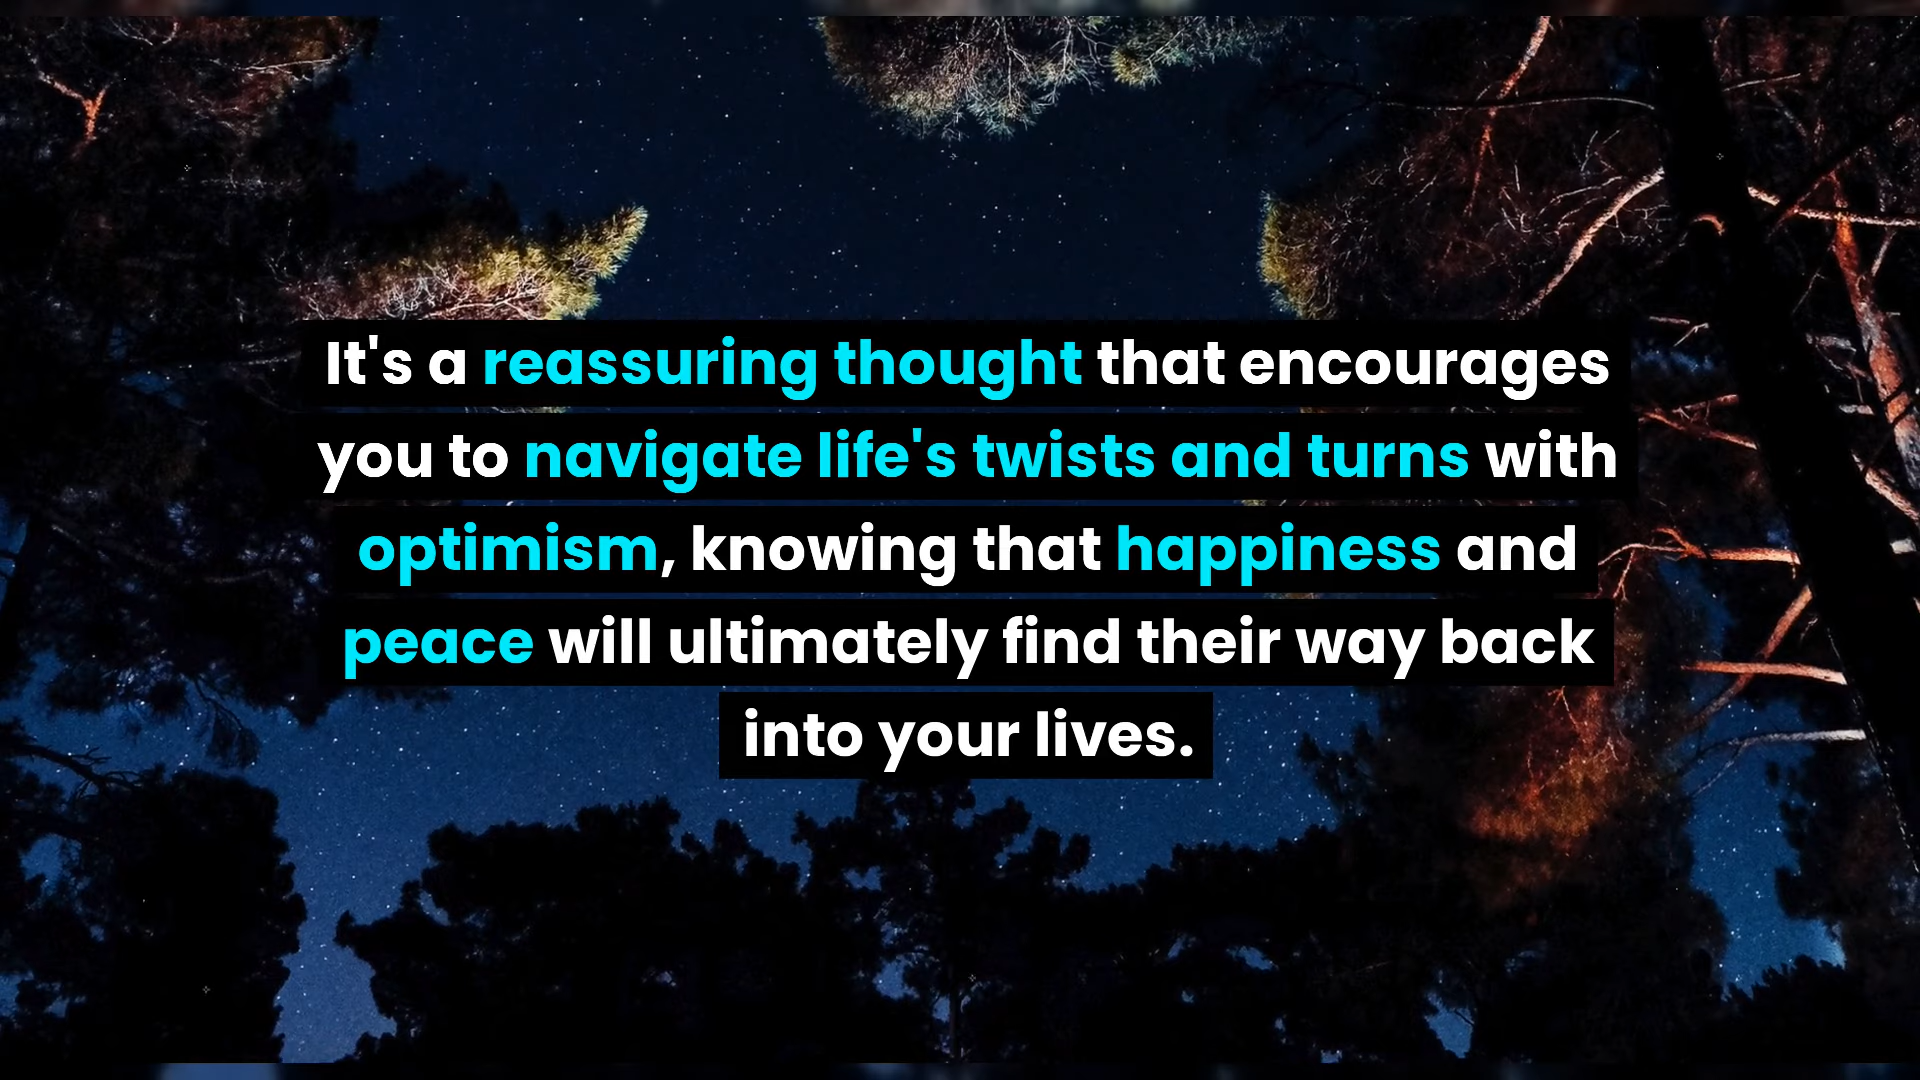 It's a reassuring thought that encourages
you to navigate life's twists and turns with
optimism, knowing that happiness and
peace will ultimately find their way back
into your lives.